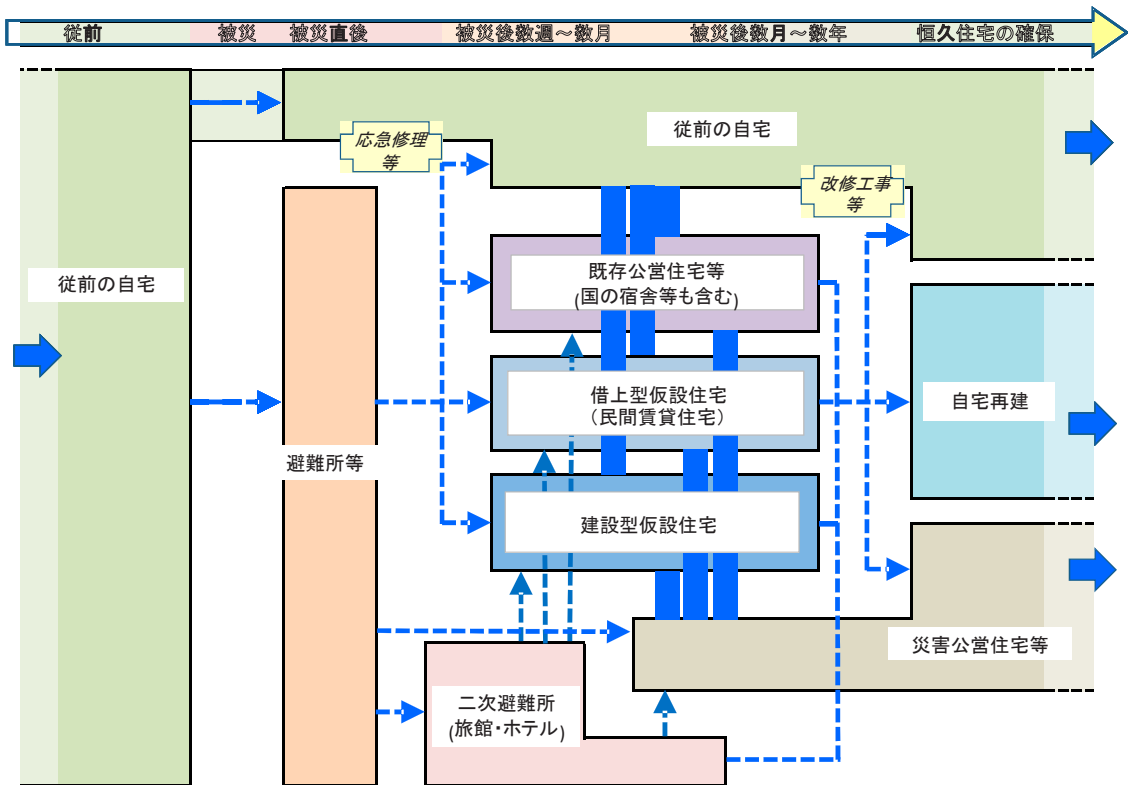 従前
被災
被災直後
被災後数週～数月
被災後数月～数年
恒久住宅の確保
応急修理
等
従前の自宅
改修工事
等
従前の自宅
既存公営住宅等
(国の宿舎等も含む)
借上型仮設住宅
（民間賃貸住宅）
自宅再建
避難所等
建設型仮設住宅
災害公営住宅等
二次避難所
(旅館・ホテル)